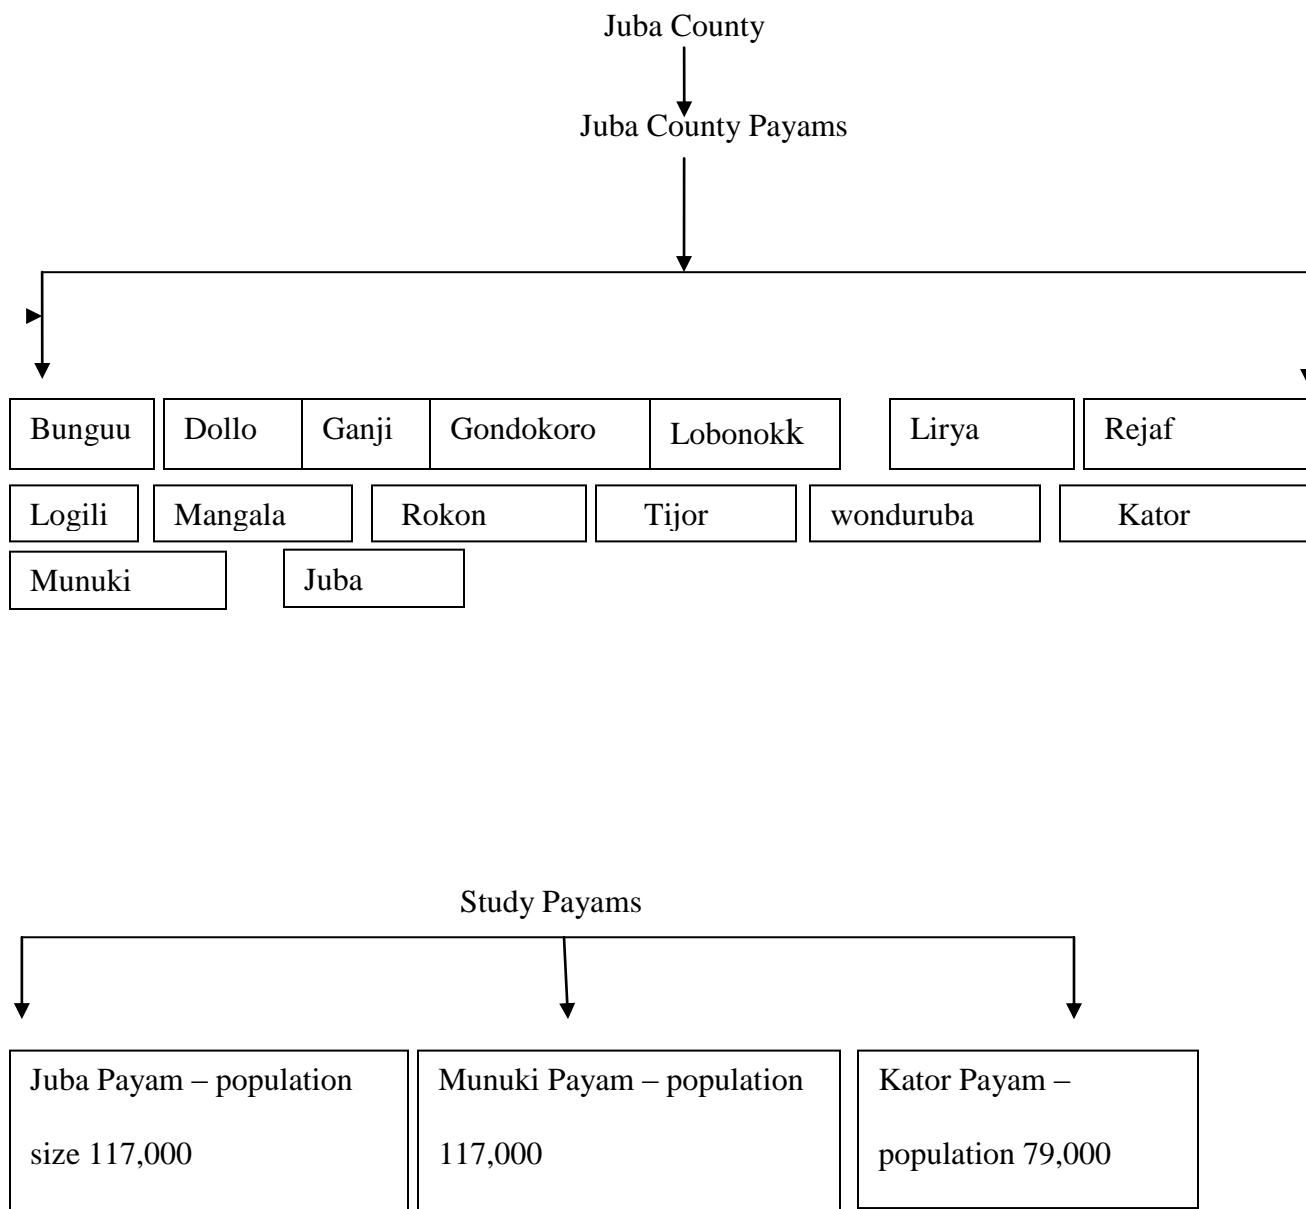 Juba County
Juba County Payams
Bunguu Dollo Ganji Gondokoro Lobonokk Lirya Rejaf
Logili Mangala Rokon Tijor wonduruba Kator
Munuki Juba
Study Payams
Juba Payam – population
size 117,000
Munuki Payam – population
117,000
Kator Payam –
population 79,000